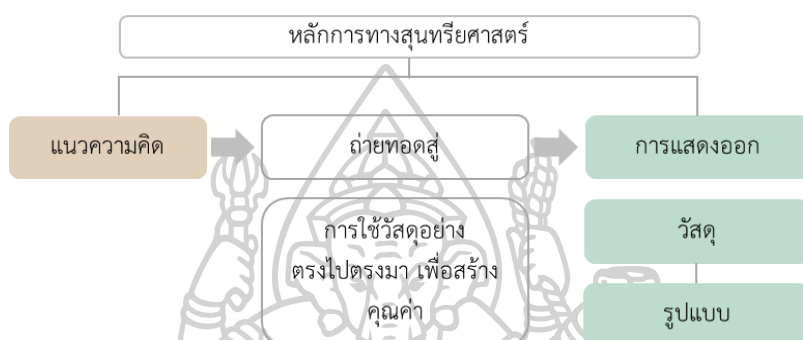 หลักการทางสุนทรียศาสตร์
แนวความคิด
ถ่ายทอดสู่
การแสดงออก
การใช้วัสดุอย่าง
ตรงไปตรงมา เพื่อสร้าง
คุณค่า
วัสดุ
รูปแบบ